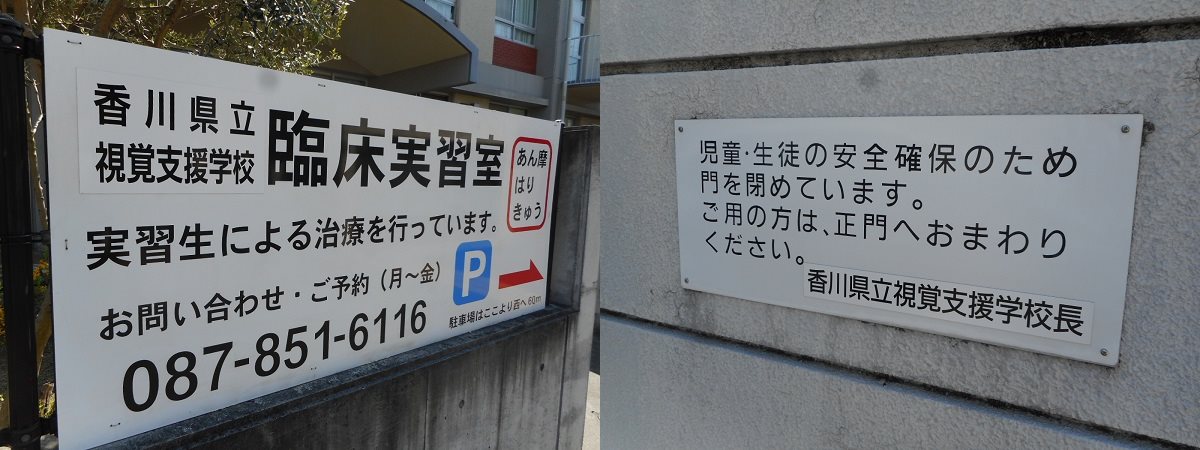 香川県立
視覚支援学校
臨床実習室
あん摩
はり
きゅう
実習生による治療を行っています。
お問い合わせ・ご予約（月～金）
087-851-6116
P
駐車場はここより西へ60m
児童・生徒の安全確保のため
門を閉めています。
ご用の方は、正門へおまわり
ください。
香川県立視覚支援学校長